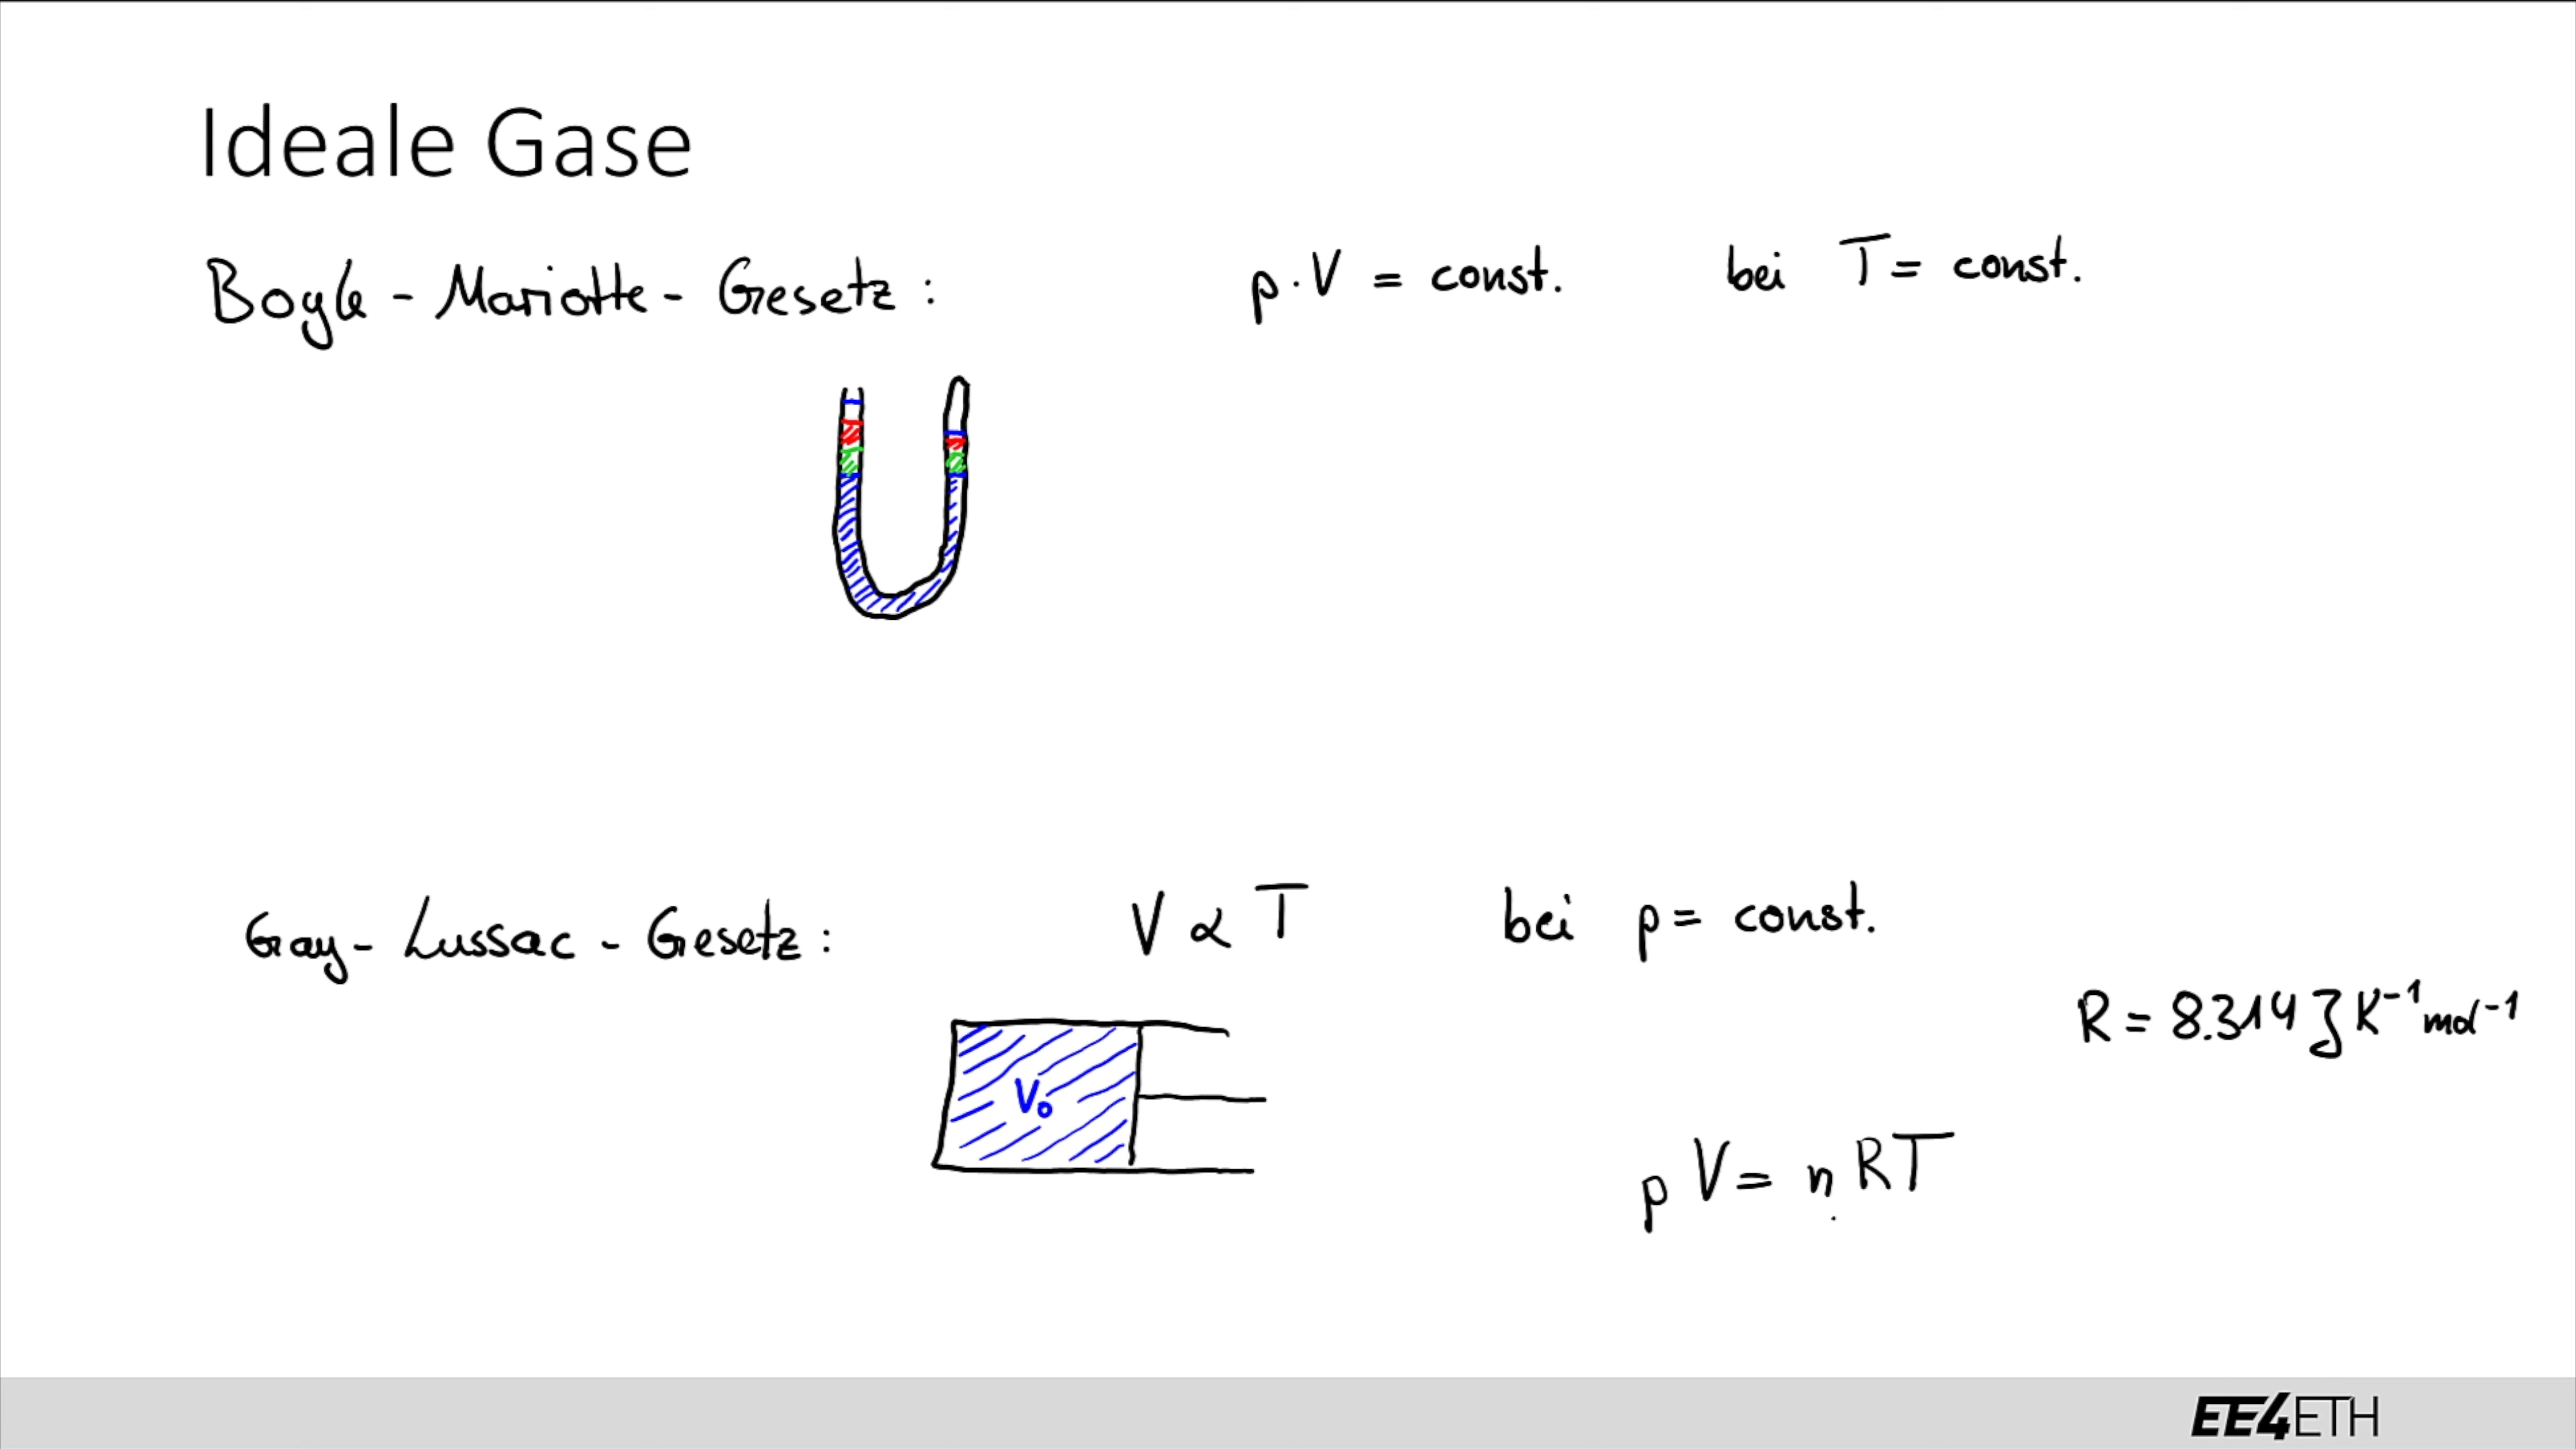 Ideale Gase
Boyle - Mariotte - Gesetz : p · V = const. bei T = const.
Gay - Lussac - Gesetz : V ∝ T bei p = const.
R = 8.314 J K⁻¹ mol⁻¹
V₀
p V = n R T
EE4ETH